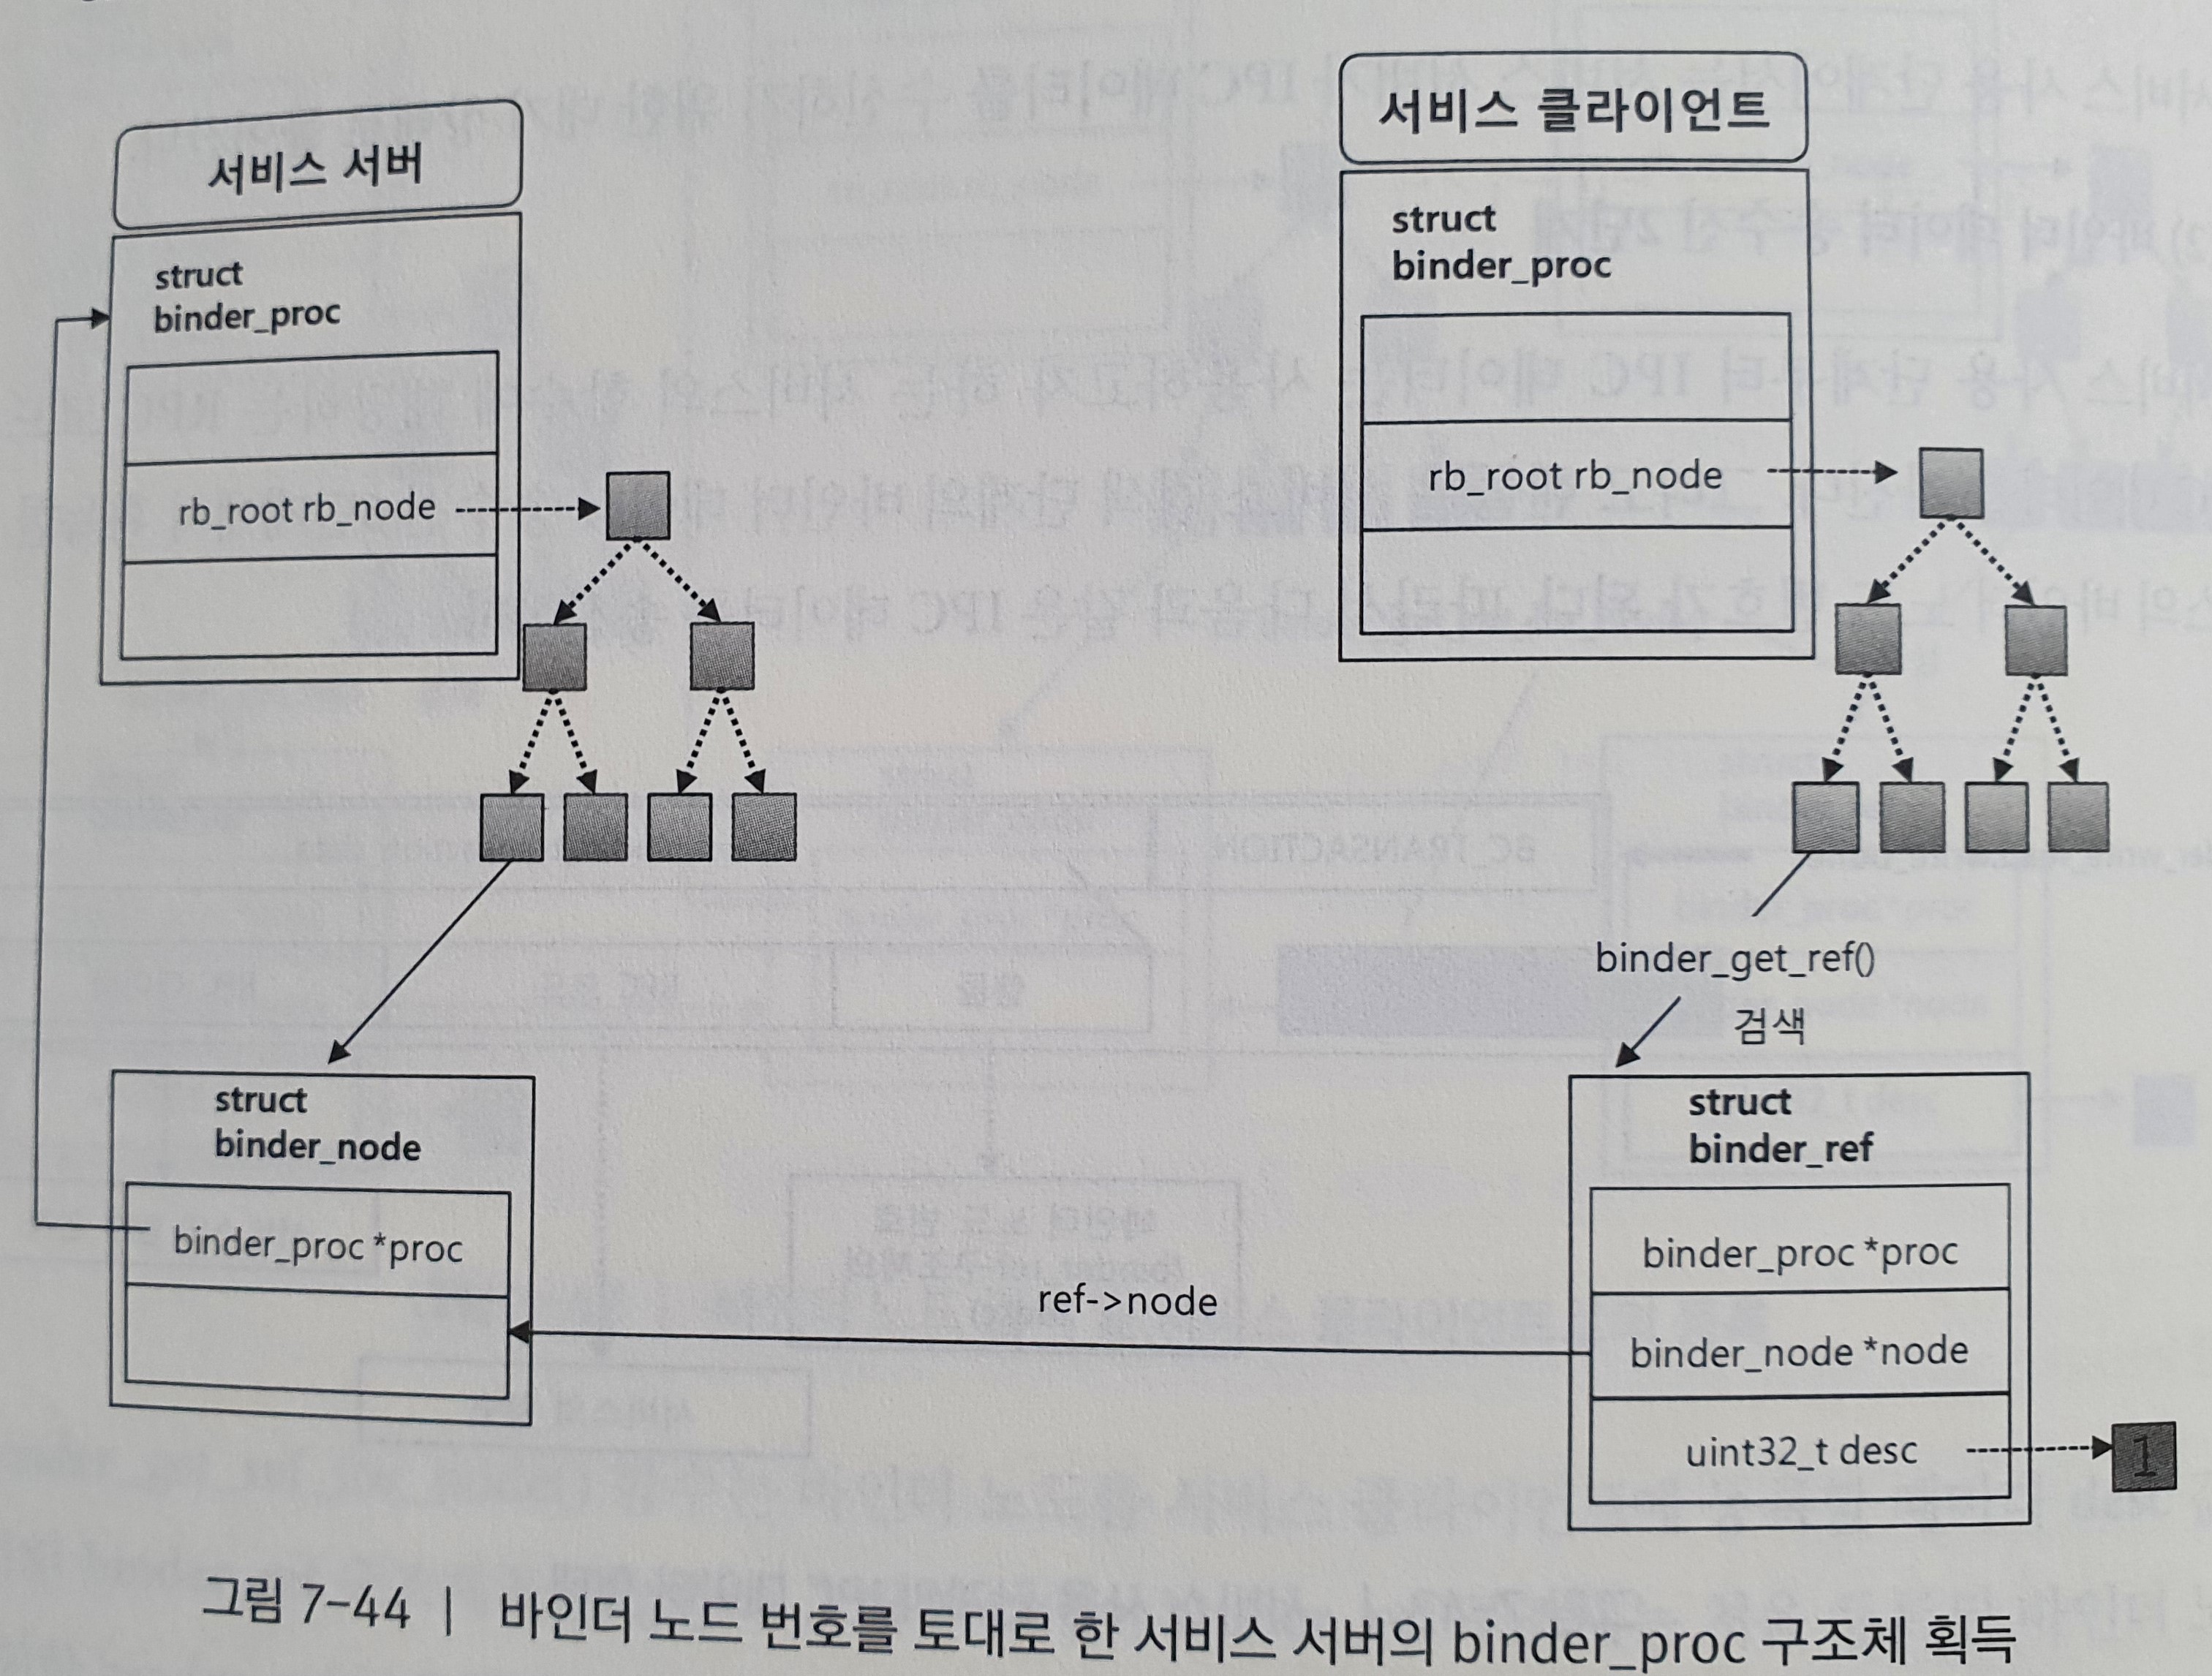 서비스 서버
struct
binder_proc
rb_root rb_node
서비스 클라이언트
struct
binder_proc
rb_root rb_node
binder_get_ref()
검색
struct
binder_node
binder_proc *proc
ref->node
struct
binder_ref
binder_proc *proc
binder_node *node
uint32_t desc
1
그림 7-44 | 바인더 노드 번호를 토대로 한 서비스 서버의 binder_proc 구조체 획득